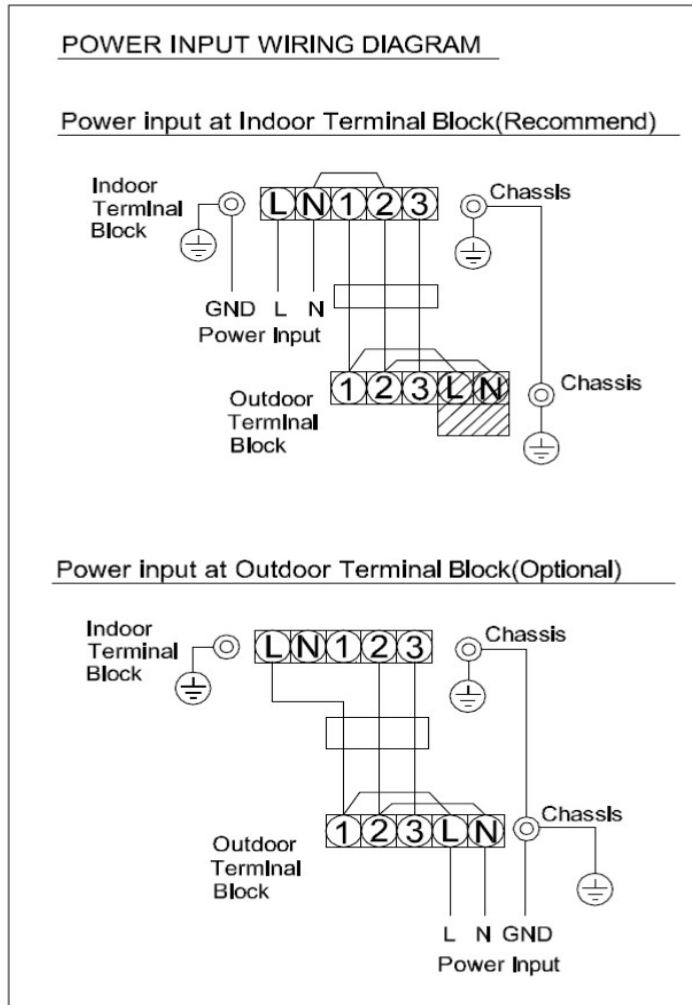 POWER INPUT WIRING DIAGRAM
Power input at Indoor Terminal Block(Recommend)
Indoor
Terminal
Block
L N 1 2 3
Chassis
GND L N
Power Input
1 2 3 L N
Chassis
Outdoor
Terminal
Block
Power input at Outdoor Terminal Block(Optional)
Indoor
Terminal
Block
L N 1 2 3
Chassis
1 2 3 L N
Chassis
Outdoor
Terminal
Block
L N GND
Power Input